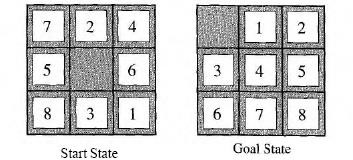 7 2 4
5 6
8 3 1
Start State
1 2
3 4 5
6 7 8
Goal State